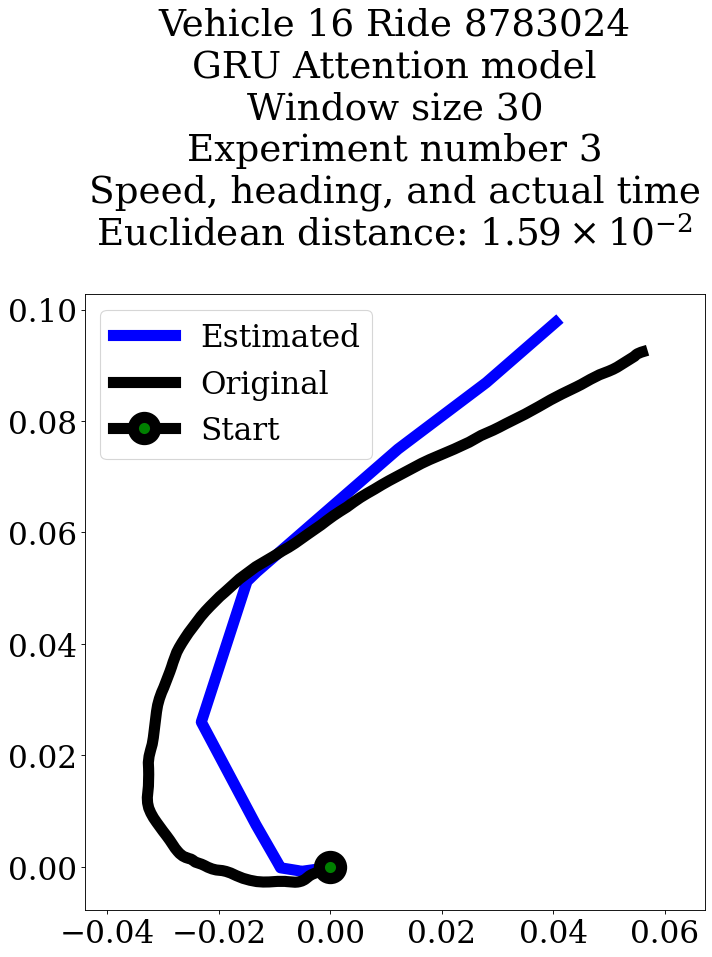 Vehicle 16 Ride 8783024
GRU Attention model
Window size 30
Experiment number 3
Speed, heading, and actual time
Euclidean distance: 1.59 × 10⁻²
0.10
0.08
0.06
0.04
0.02
0.00
Estimated
Original
Start
−0.04 −0.02 0.00 0.02 0.04 0.06